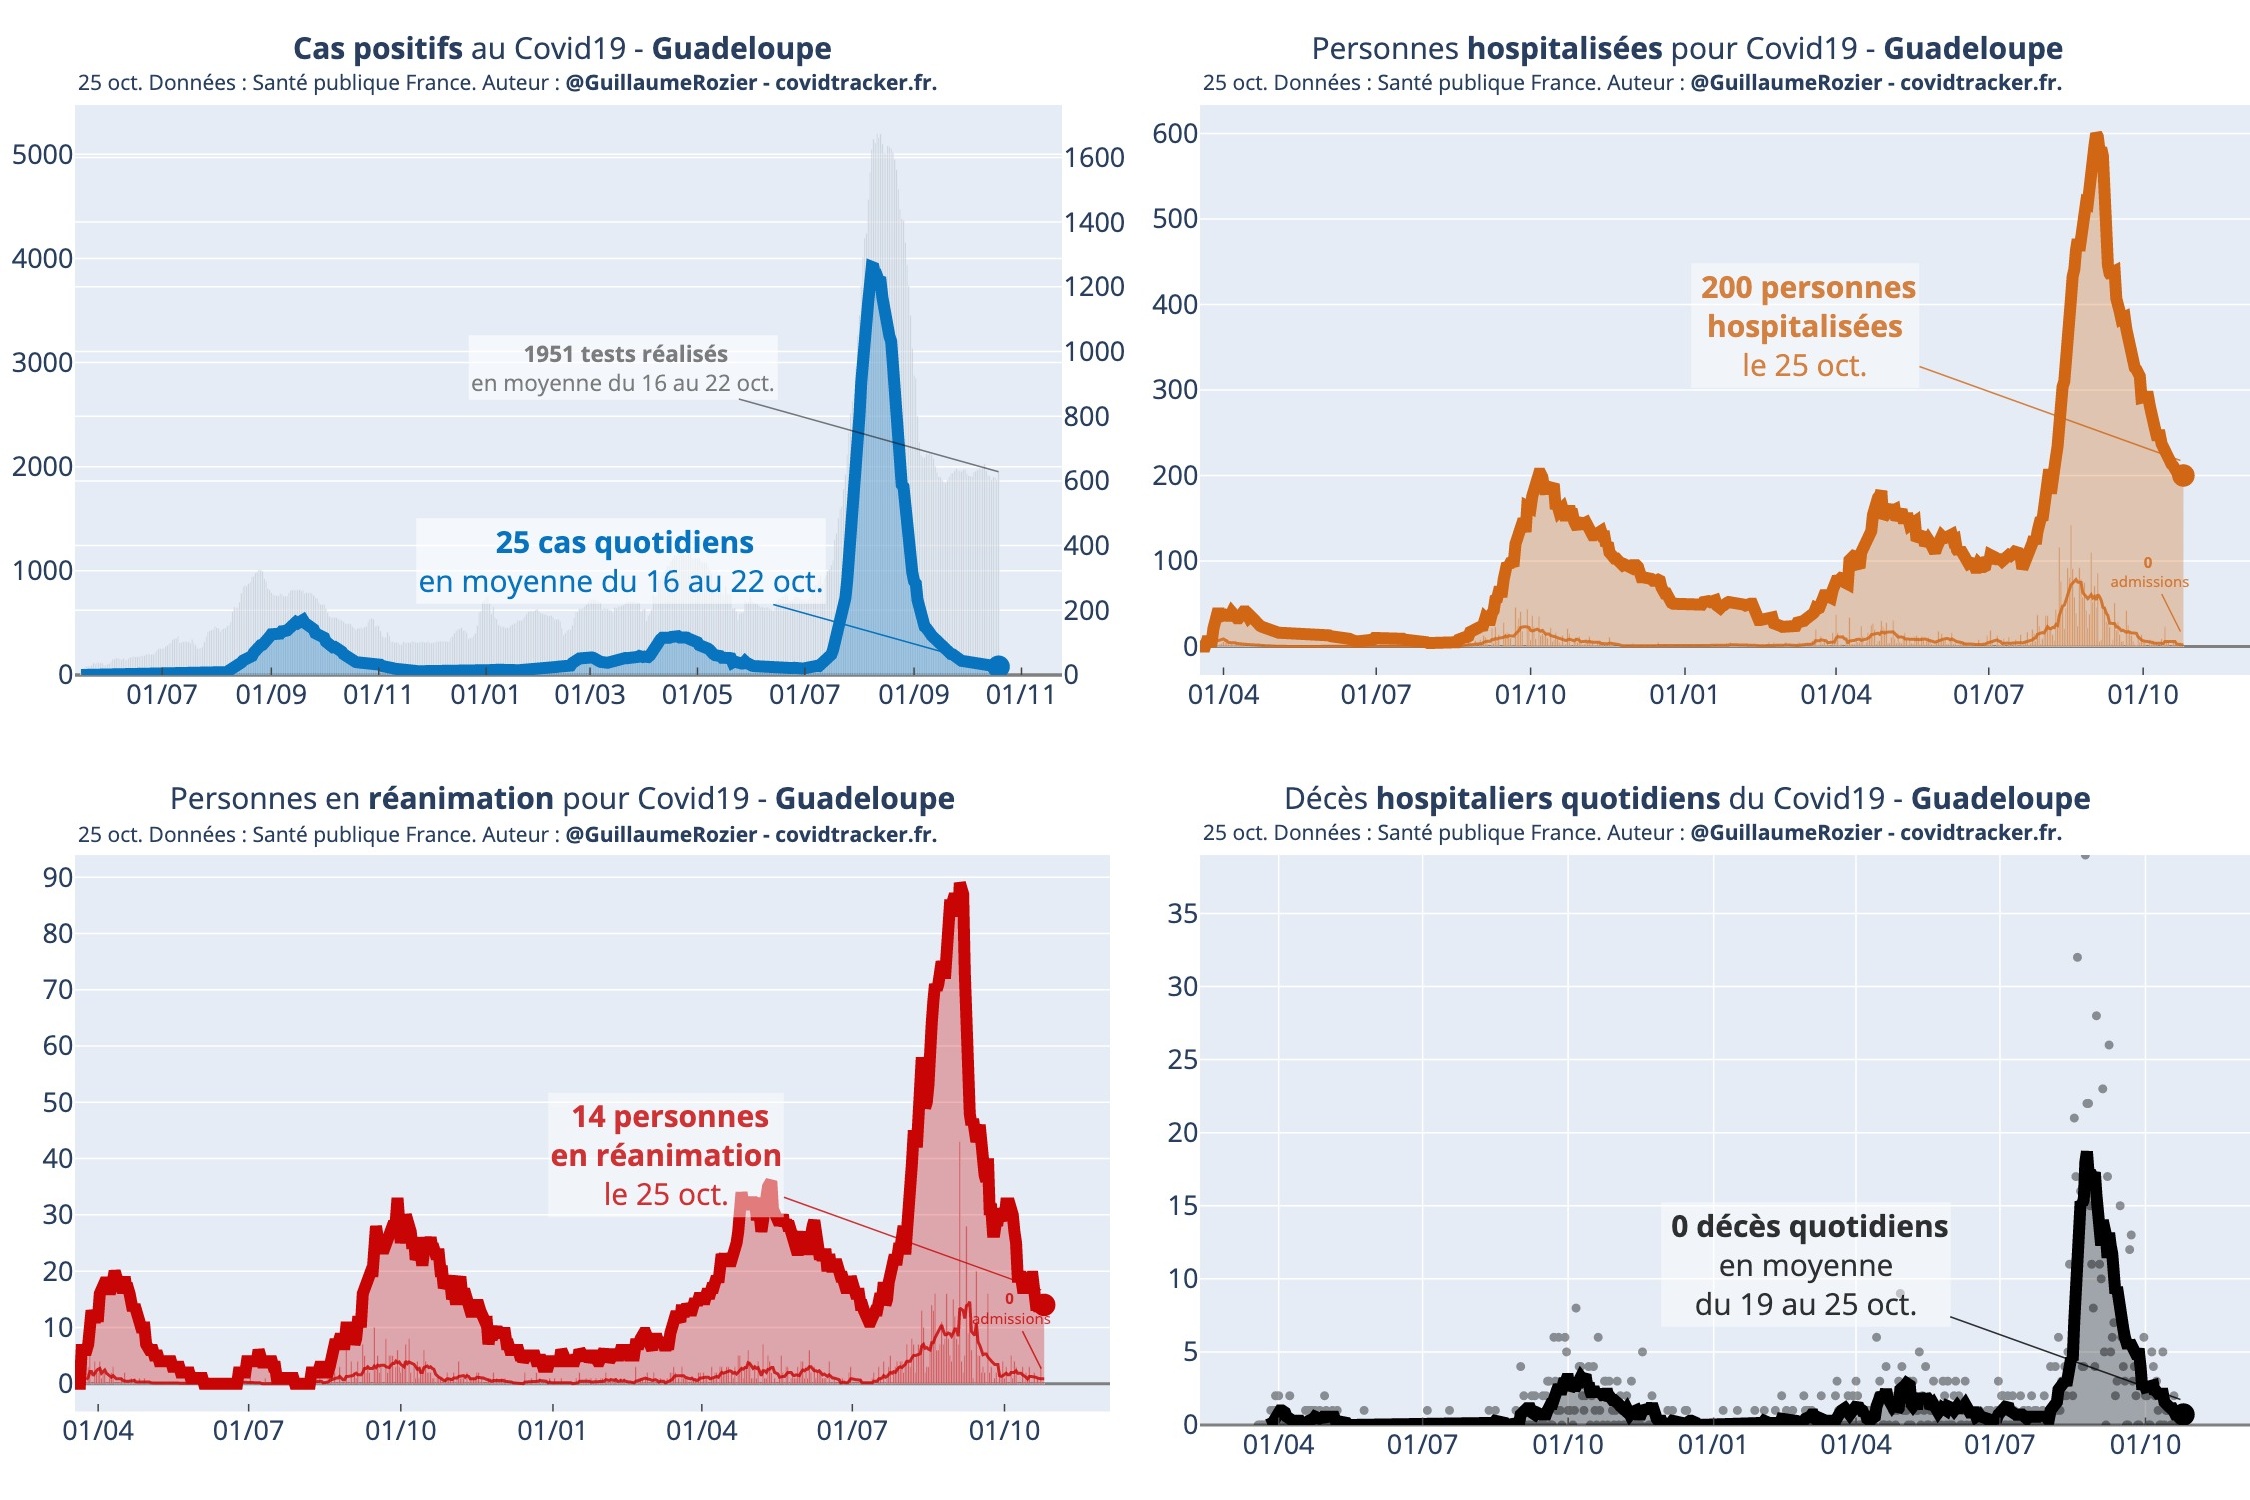 Cas positifs au Covid19 - Guadeloupe
25 oct. Données : Santé publique France. Auteur : @GuillaumeRozier - covidtracker.fr.
5000
4000
3000
2000
1000
0
1600
1400
1200
1000
800
600
400
200
0
1951 tests réalisés
en moyenne du 16 au 22 oct.
25 cas quotidiens
en moyenne du 16 au 22 oct.
01/07 01/09 01/11 01/01 01/03 01/05 01/07 01/09 01/11
Personnes hospitalisées pour Covid19 - Guadeloupe
25 oct. Données : Santé publique France. Auteur : @GuillaumeRozier - covidtracker.fr.
600
500
400
300
200
100
0
200 personnes
hospitalisées
le 25 oct.
0
admissions
01/04 01/07 01/10 01/01 01/04 01/07 01/10
Personnes en réanimation pour Covid19 - Guadeloupe
25 oct. Données : Santé publique France. Auteur : @GuillaumeRozier - covidtracker.fr.
90
80
70
60
50
40
30
20
10
0
14 personnes
en réanimation
le 25 oct.
0
admissions
01/04 01/07 01/10 01/01 01/04 01/07 01/10
Décès hospitaliers quotidiens du Covid19 - Guadeloupe
25 oct. Données : Santé publique France. Auteur : @GuillaumeRozier - covidtracker.fr.
35
30
25
20
15
10
5
0
0 décès quotidiens
en moyenne
du 19 au 25 oct.
01/04 01/07 01/10 01/01 01/04 01/07 01/10